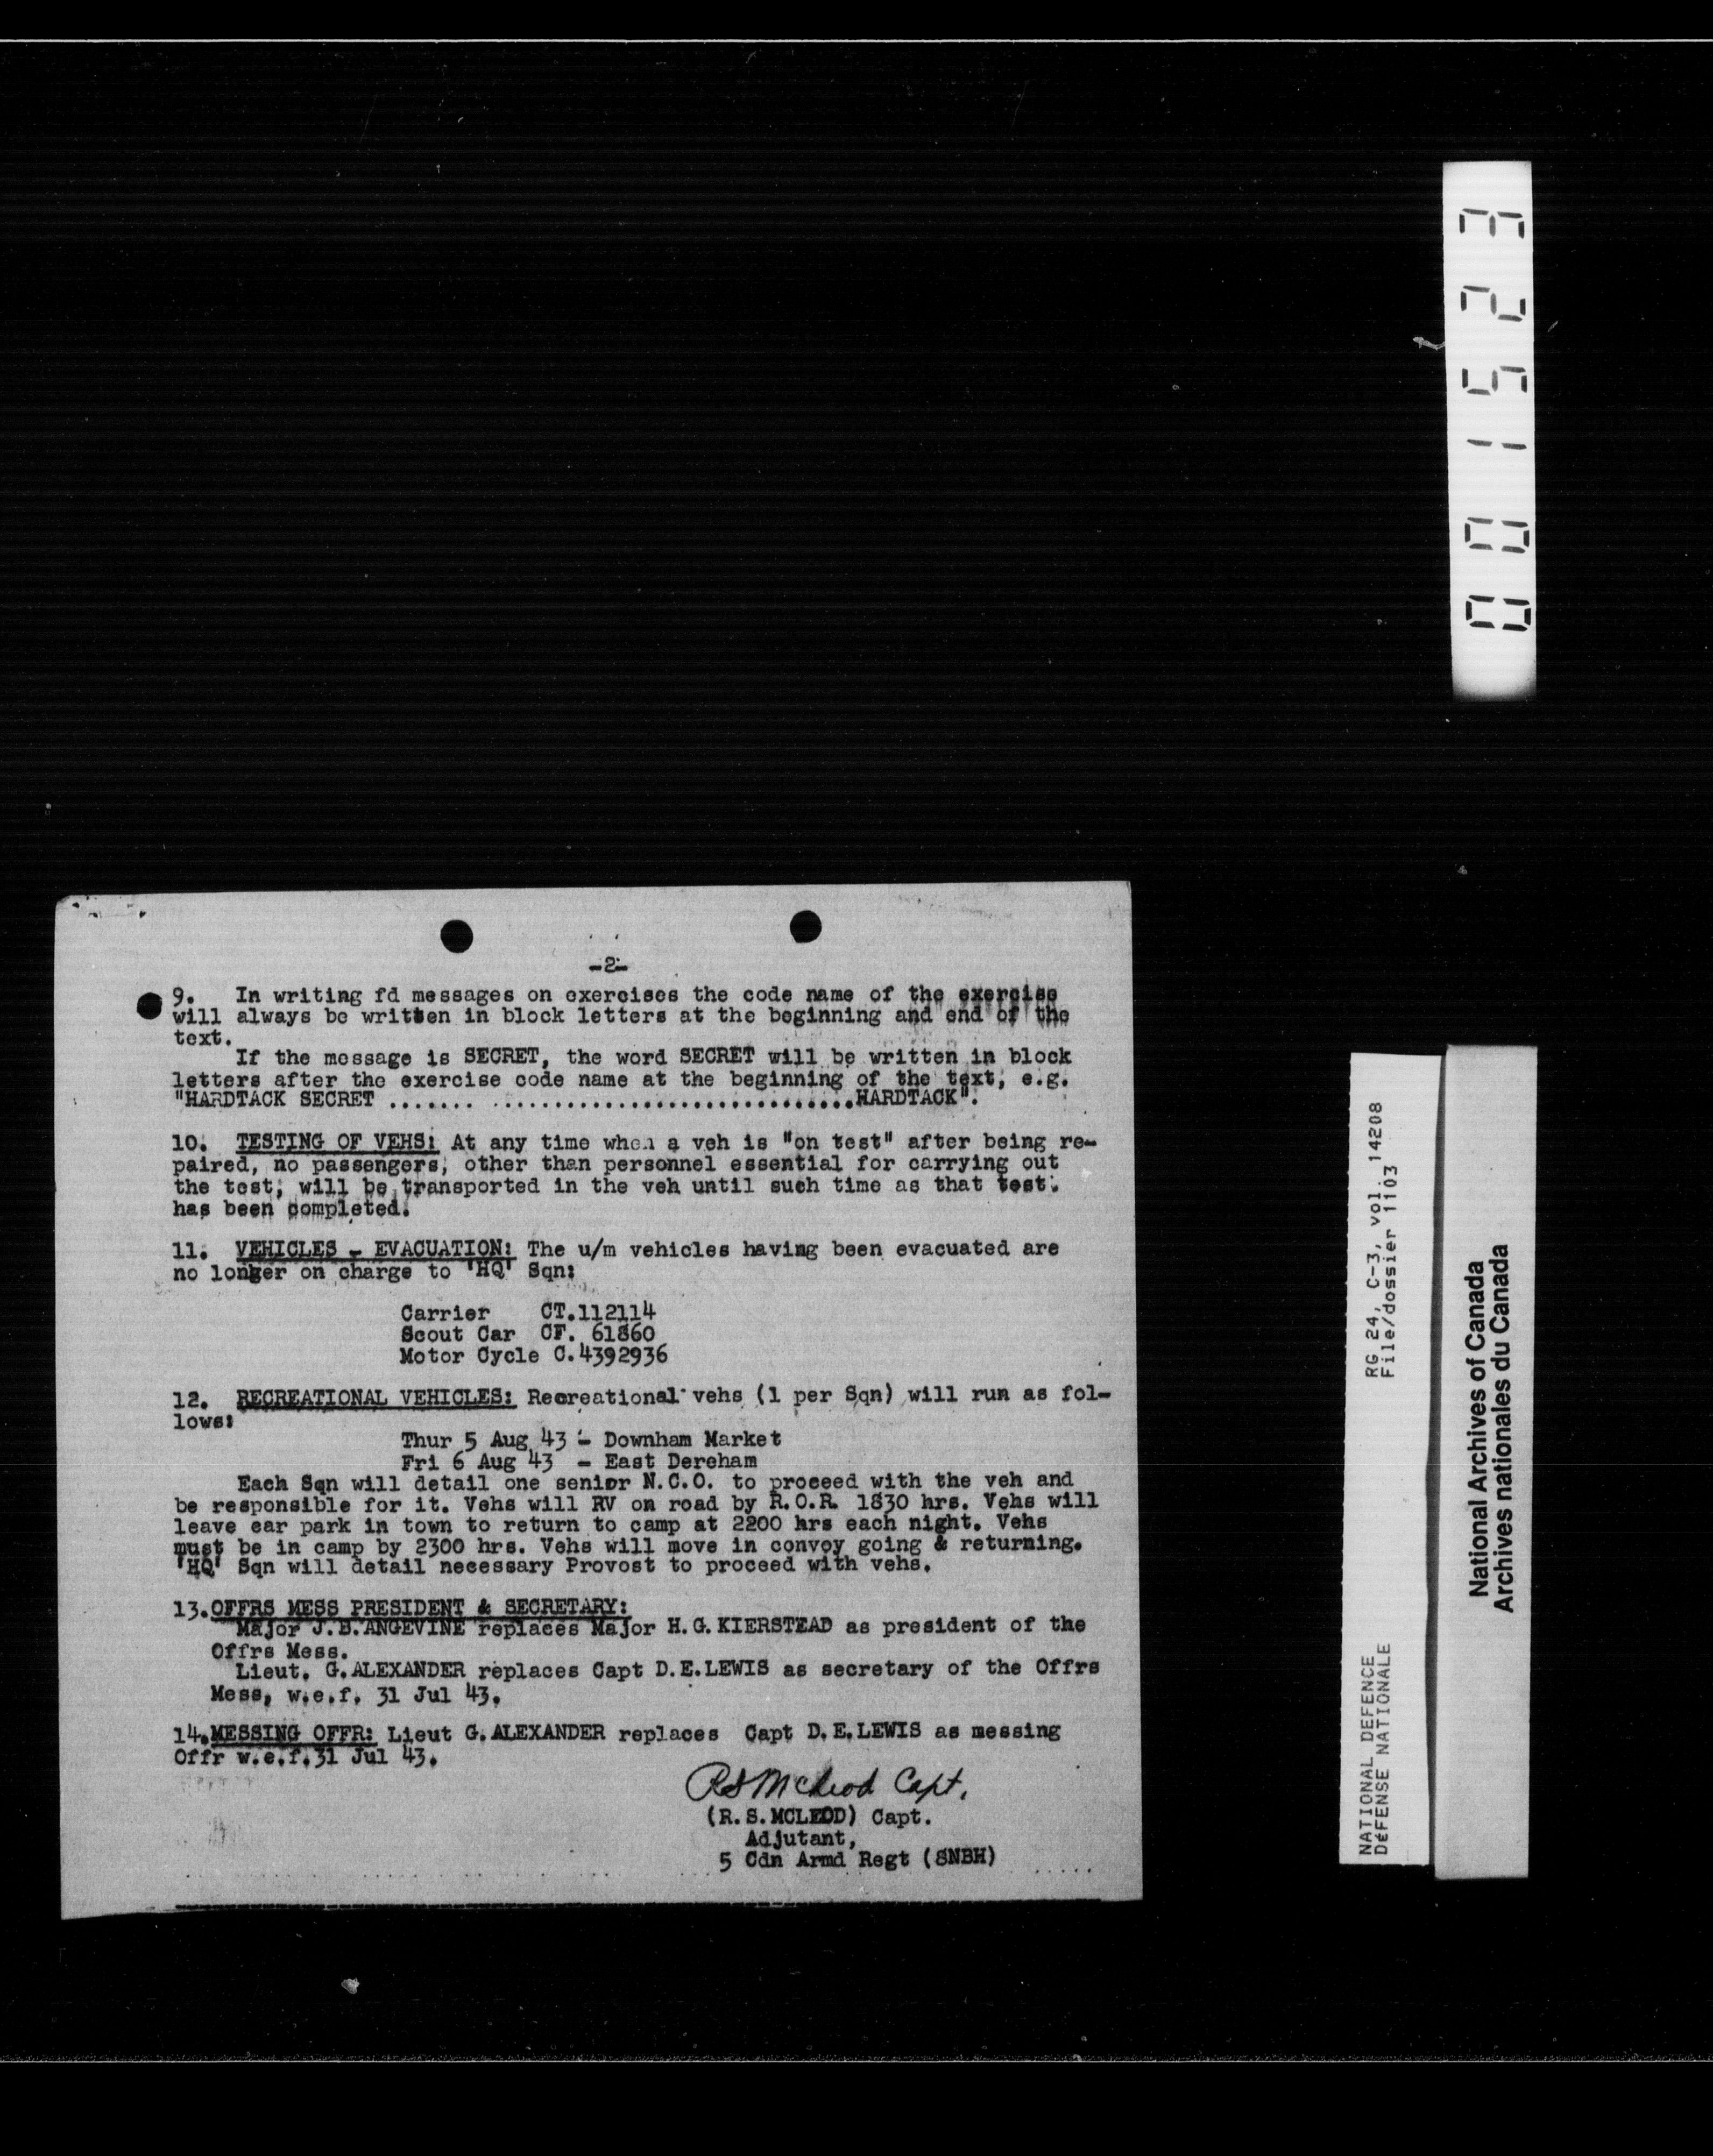 -2-
9. In writing fd messages on exercises the code name of the exercise
will always be written in block letters at the beginning and end of the
text.
If the message is SECRET, the word SECRET will be written in block
letters after the exercise code name at the beginning of the text, e.g.
"HARDTACK SECRET ....... .............................HARDTACK".
10. TESTING OF VEHS: At any time when a veh is "on test" after being re-
paired, no passengers, other than personnel essential for carrying out
the test, will be transported in the veh until such time as that test.
has been completed.
11. VEHICLES - EVACUATION: The u/m vehicles having been evacuated are
no longer on charge to 'HQ' Sqn:
Carrier CT.112114
Scout Car CF. 61860
Motor Cycle C.4392936
12. RECREATIONAL VEHICLES: Recreational vehs (1 per Sqn) will run as fol-
lows:
Thur 5 Aug 43 - Downham Market
Fri 6 Aug 43 - East Dereham
Each Sqn will detail one senior N.C.O. to proceed with the veh and
be responsible for it. Vehs will RV on road by R.O.R. 1830 hrs. Vehs will
leave car park in town to return to camp at 2200 hrs each night. Vehs
must be in camp by 2300 hrs. Vehs will move in convoy going & returning.
'HQ' Sqn will detail necessary Provost to proceed with vehs.
13.OFFRS MESS PRESIDENT & SECRETARY:
Major J.B.ANGEVINE replaces Major H.G.KIERSTEAD as president of the
Offrs Mess.
Lieut. G.ALEXANDER replaces Capt D.E.LEWIS as secretary of the Offrs
Mess, w.e.f. 31 Jul 43.
14.MESSING OFFR: Lieut G.ALEXANDER replaces Capt D.E.LEWIS as messing
Offr w.e.f.31 Jul 43.
RSMcleod Capt.
(R.S.MCLEOD) Capt.
Adjutant,
5 Cdn Armd Regt (8NBH)
001523
NATIONAL DEFENCE RG 24, C-3, vol. 14208
DÉFENSE NATIONALE File/dossier 1103
National Archives of Canada
Archives nationales du Canada